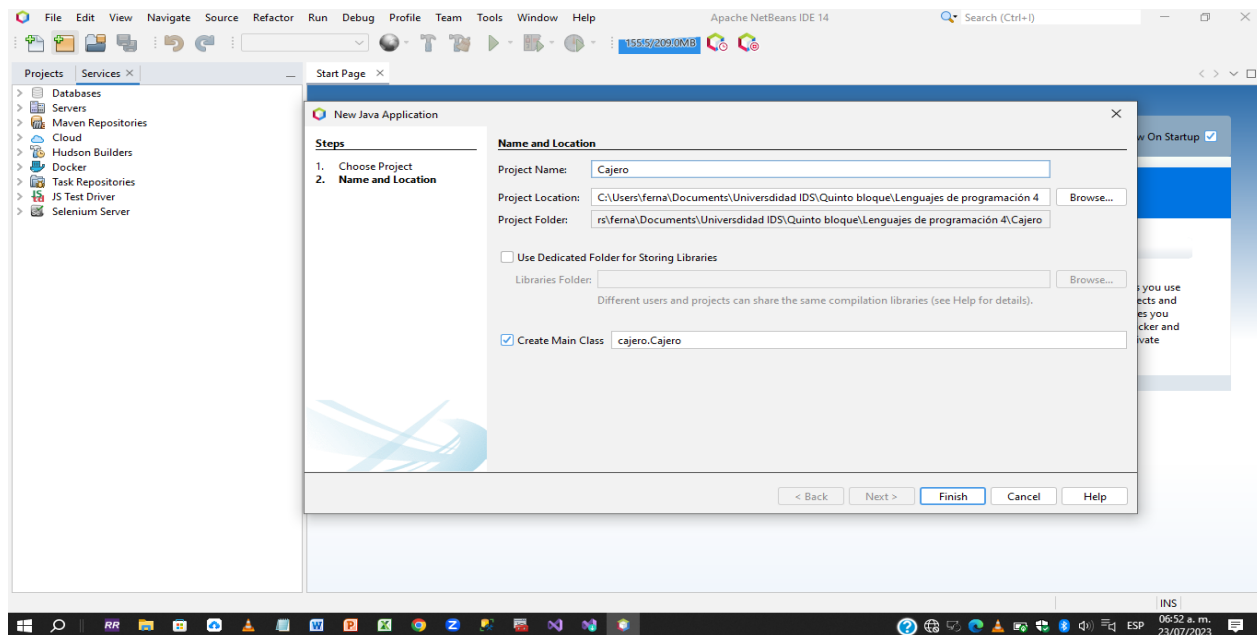 File Edit View Navigate Source Refactor Run Debug Profile Team Tools Window Help
Apache NetBeans IDE 14
Search (Ctrl+I)
155.5/209.0MB
Projects Services
Start Page
Databases
Servers
Maven Repositories
Cloud
Hudson Builders
Docker
Task Repositories
JS Test Driver
Selenium Server
New Java Application
Steps
1. Choose Project
2. Name and Location
Name and Location
Project Name: Cajero
Project Location: C:\Users\ferna\Documents\Universdidad IDS\Quinto bloque\Lenguajes de programación 4 Browse...
Project Folder: rs\ferna\Documents\Universdidad IDS\Quinto bloque\Lenguajes de programación 4\Cajero
Use Dedicated Folder for Storing Libraries
Libraries Folder: Browse...
Different users and projects can share the same compilation libraries (see Help for details).
Create Main Class cajero.Cajero
< Back Next > Finish Cancel Help
w On Startup
s you use
ects and
es you
cker and
ivate
INS
RR
ESP
06:52 a. m.
23/07/2023